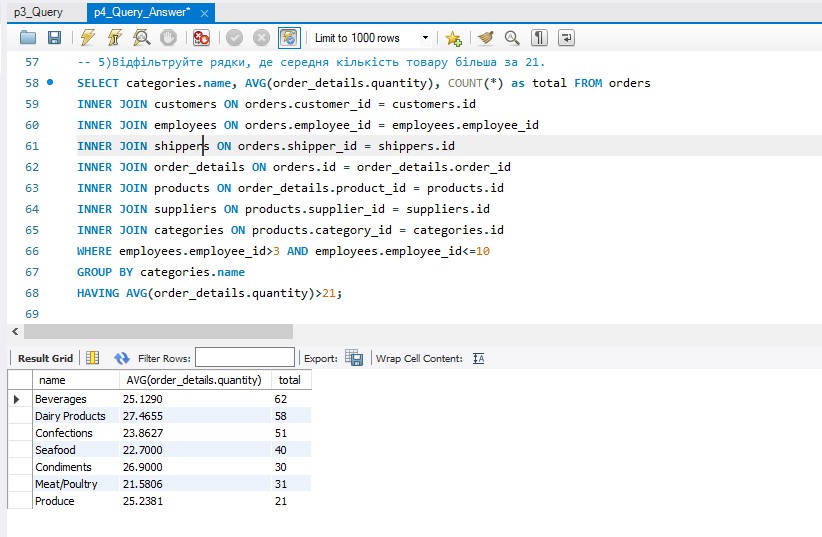 p3_Query p4_Query_Answer* ×
Limit to 1000 rows
57 -- 5)Відфільтруйте рядки, де середня кількість товару більша за 21.
58 SELECT categories.name, AVG(order_details.quantity), COUNT(*) as total FROM orders
59 INNER JOIN customers ON orders.customer_id = customers.id
60 INNER JOIN employees ON orders.employee_id = employees.employee_id
61 INNER JOIN shippers ON orders.shipper_id = shippers.id
62 INNER JOIN order_details ON orders.id = order_details.order_id
63 INNER JOIN products ON order_details.product_id = products.id
64 INNER JOIN suppliers ON products.supplier_id = suppliers.id
65 INNER JOIN categories ON products.category_id = categories.id
66 WHERE employees.employee_id>3 AND employees.employee_id<=10
67 GROUP BY categories.name
68 HAVING AVG(order_details.quantity)>21;
69
Result Grid Filter Rows: Export: Wrap Cell Content:
name AVG(order_details.quantity) total
Beverages 25.1290 62
Dairy Products 27.4655 58
Confections 23.8627 51
Seafood 22.7000 40
Condiments 26.9000 30
Meat/Poultry 21.5806 31
Produce 25.2381 21